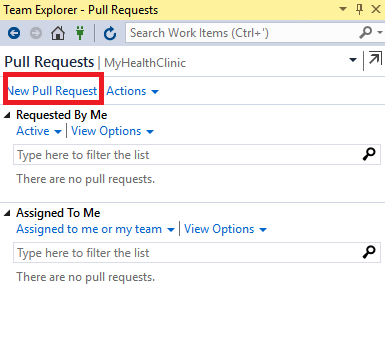 Team Explorer - Pull Requests
Search Work Items (Ctrl+')
Pull Requests | MyHealthClinic
New Pull Request Actions
Requested By Me
Active | View Options
Type here to filter the list
There are no pull requests.
Assigned To Me
Assigned to me or my team | View Options
Type here to filter the list
There are no pull requests.